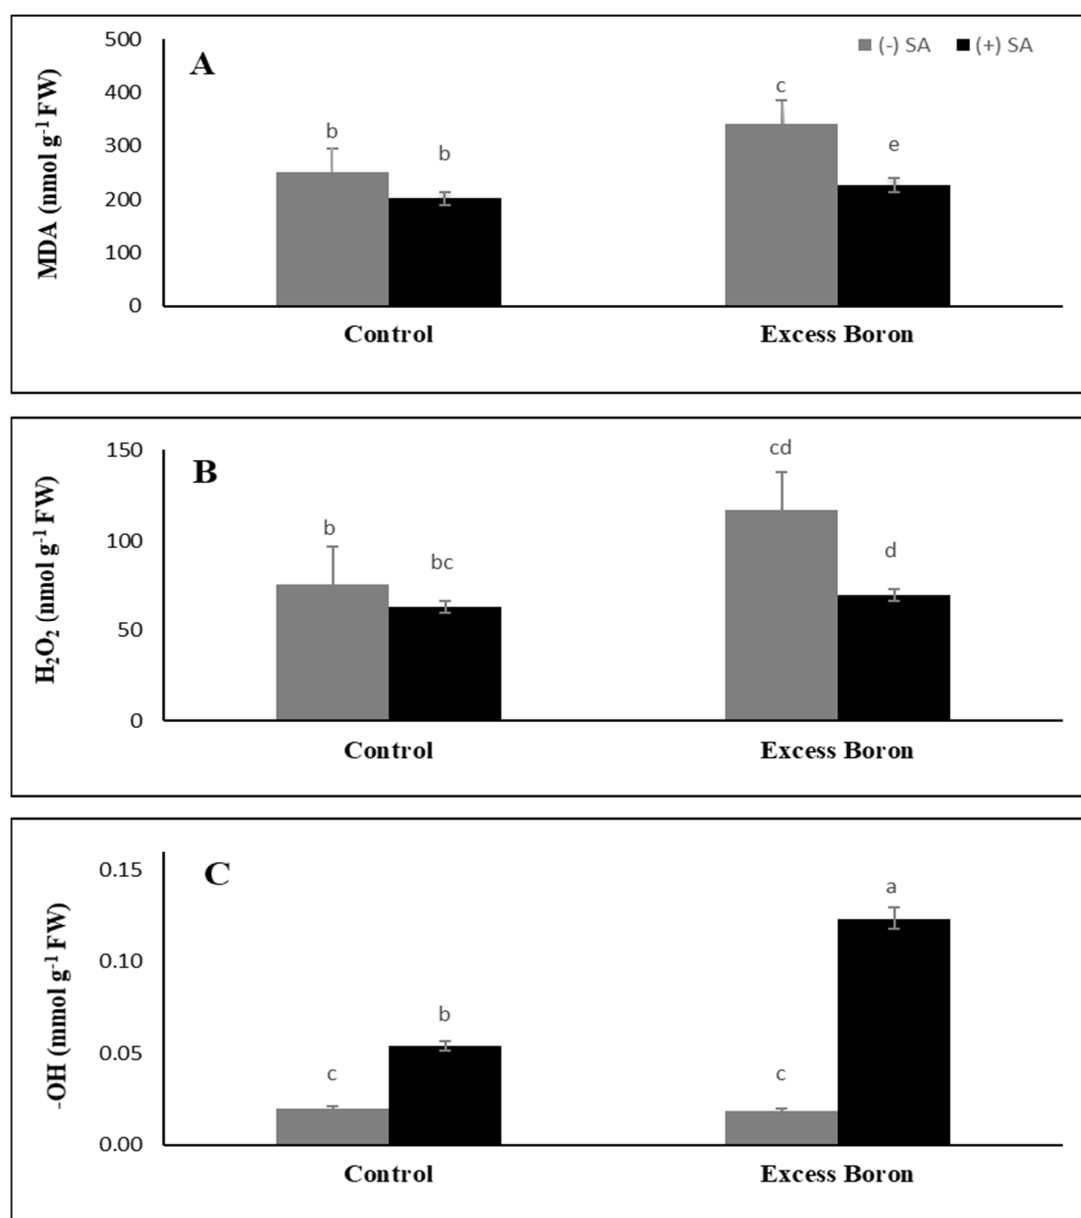 A
(-) SA (+) SA
MDA (nmol g⁻¹ FW)
500
400
300
200
100
0
b
b
c
e
Control Excess Boron
B
H₂O₂ (nmol g⁻¹ FW)
150
100
50
0
b
bc
cd
d
Control Excess Boron
C
-OH (mmol g⁻¹ FW)
0.15
0.10
0.05
0.00
c
b
c
a
Control Excess Boron